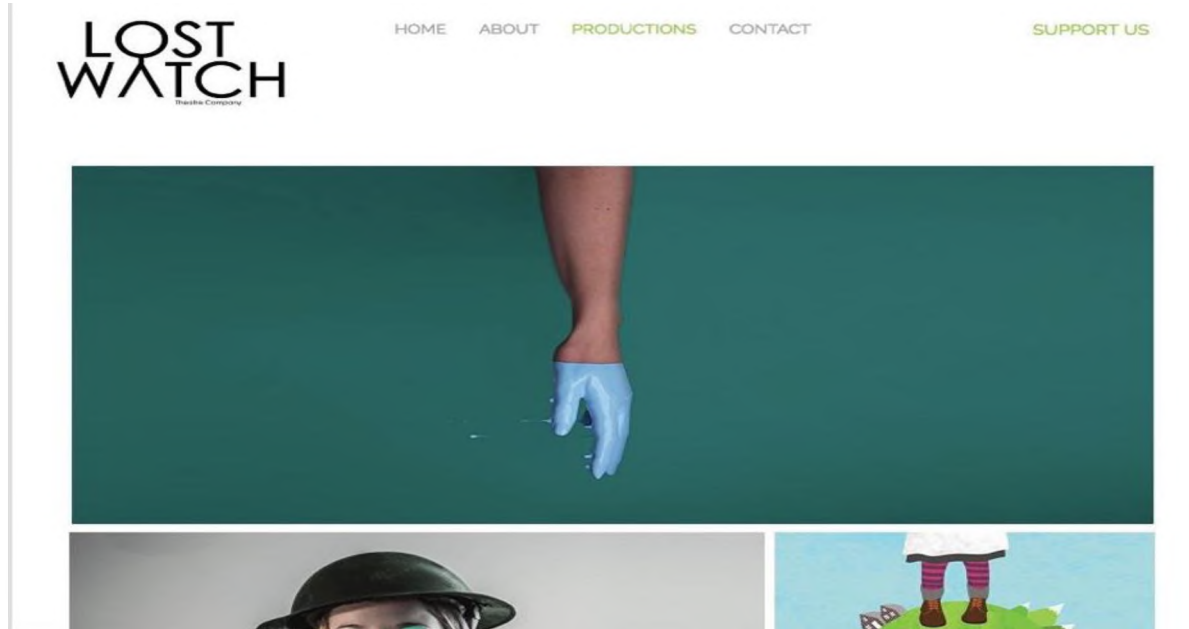 LOST
WATCH
Theatre Company
HOME ABOUT PRODUCTIONS CONTACT
SUPPORT US